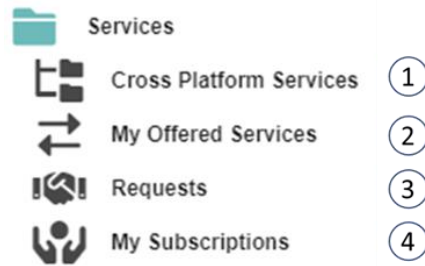 Services
Cross Platform Services 1
My Offered Services 2
Requests 3
My Subscriptions 4